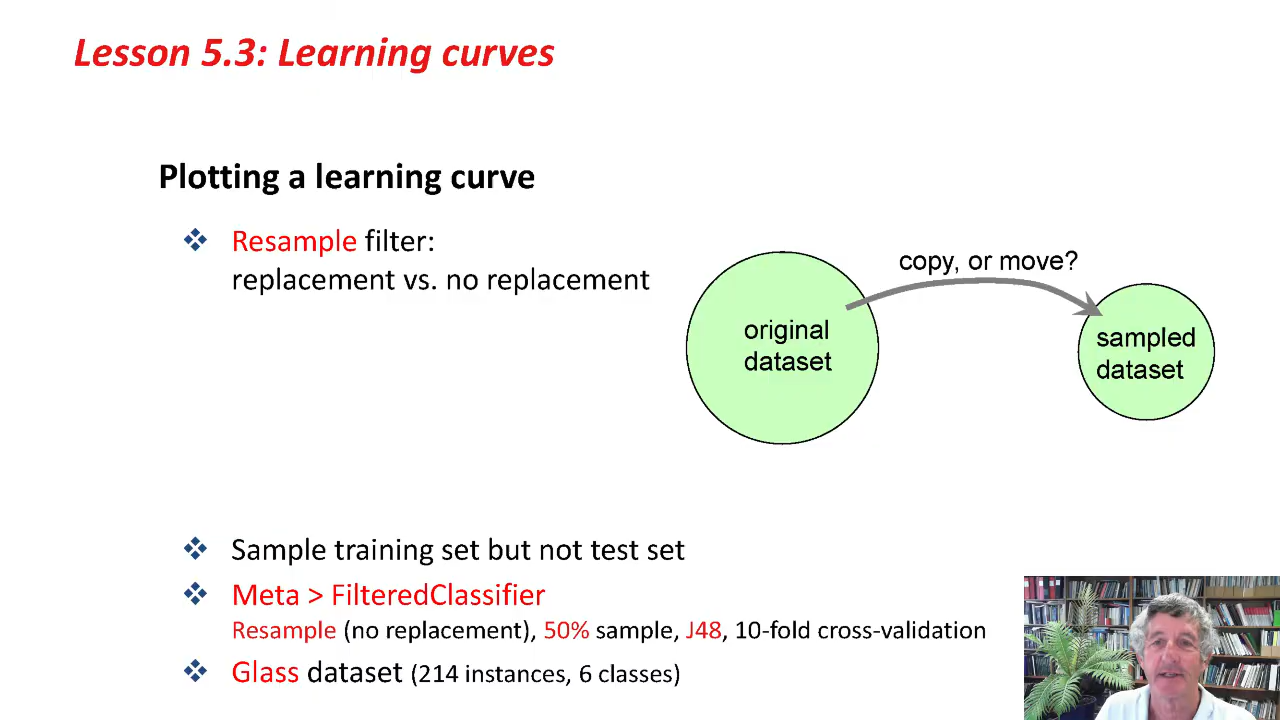 Lesson 5.3: Learning curves
Plotting a learning curve
Resample filter:
replacement vs. no replacement
copy, or move?
original
dataset
sampled
dataset
Sample training set but not test set
Meta > FilteredClassifier
Resample (no replacement), 50% sample, J48, 10-fold cross-validation
Glass dataset (214 instances, 6 classes)